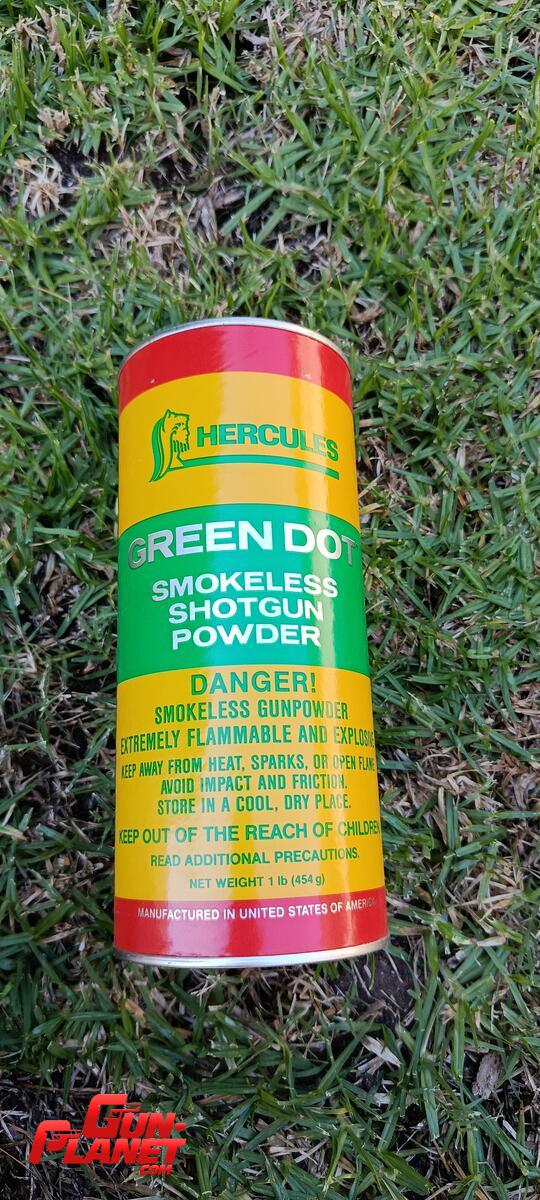 HERCULES
GREEN DOT
SMOKELESS
SHOTGUN
POWDER
DANGER!
SMOKELESS GUNPOWDER
EXTREMELY FLAMMABLE AND EXPLOSIVE
KEEP AWAY FROM HEAT, SPARKS, OR OPEN FLAME
AVOID IMPACT AND FRICTION.
STORE IN A COOL, DRY PLACE.
KEEP OUT OF THE REACH OF CHILDREN
READ ADDITIONAL PRECAUTIONS.
NET WEIGHT 1 lb (454 g)
MANUFACTURED IN UNITED STATES OF AMERICA
GUN-
PLANET
.COM